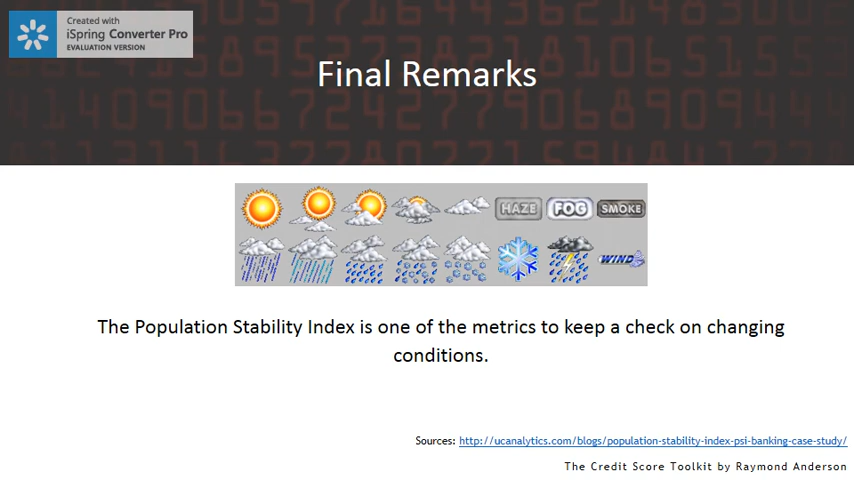 Created with
iSpring Converter Pro
EVALUATION VERSION
Final Remarks
HAZE FOG SMOKE
WIND
The Population Stability Index is one of the metrics to keep a check on changing
conditions.
Sources: http://ucanalytics.com/blogs/population-stability-index-psi-banking-case-study/
The Credit Score Toolkit by Raymond Anderson